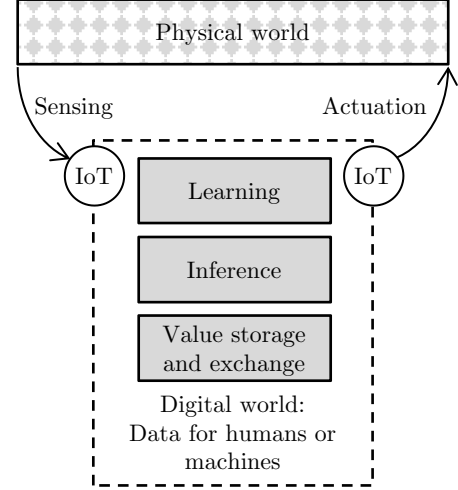 Physical world
Sensing
Actuation
IoT
IoT
Learning
Inference
Value storage
and exchange
Digital world:
Data for humans or
machines